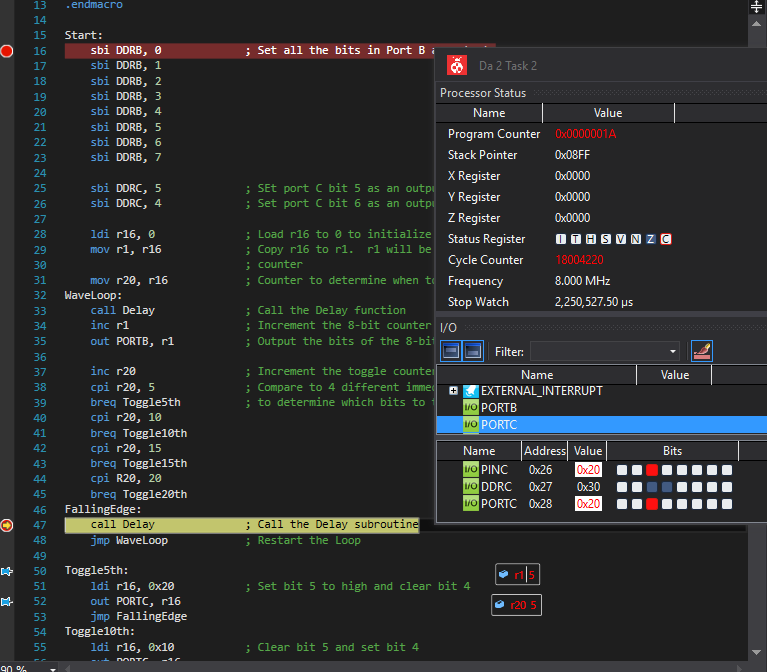 13 .endmacro
14
15 Start:
16 sbi DDRB, 0 ; Set all the bits in Port B
17 sbi DDRB, 1
18 sbi DDRB, 2
19 sbi DDRB, 3
20 sbi DDRB, 4
21 sbi DDRB, 5
22 sbi DDRB, 6
23 sbi DDRB, 7
24
25 sbi DDRC, 5 ; SEt port C bit 5 as an outpu
26 sbi DDRC, 4 ; Set port C bit 6 as an outpu
27
28 ldi r16, 0 ; Load r16 to 0 to initialize
29 mov r1, r16 ; Copy r16 to r1. r1 will be
30 ; counter
31 mov r20, r16 ; Counter to determine when to
32 WaveLoop:
33 call Delay ; Call the Delay function
34 inc r1 ; Increment the 8-bit counter
35 out PORTB, r1 ; Output the bits of the 8-bit
36
37 inc r20 ; Increment the toggle counter
38 cpi r20, 5 ; Compare to 4 different immed
39 breq Toggle5th ; to determine which bits to t
40 cpi r20, 10
41 breq Toggle10th
42 cpi r20, 15
43 breq Toggle15th
44 cpi R20, 20
45 breq Toggle20th
46 FallingEdge:
47 call Delay ; Call the Delay subroutine
48 jmp WaveLoop ; Restart the Loop
49
50 Toggle5th:
51 ldi r16, 0x20 ; Set bit 5 to high and clear bit 4
52 out PORTC, r16
53 jmp FallingEdge
54 Toggle10th:
55 ldi r16, 0x10 ; Clear bit 5 and set bit 4
90 %
Da 2 Task 2
Processor Status
Name Value
Program Counter 0x0000001A
Stack Pointer 0x08FF
X Register 0x0000
Y Register 0x0000
Z Register 0x0000
Status Register I T H S V N Z C
Cycle Counter 18004220
Frequency 8.000 MHz
Stop Watch 2,250,527.50 µs
I/O
Filter:
Name Value
EXTERNAL_INTERRUPT
I/O PORTB
I/O PORTC
Name Address Value Bits
I/O PINC 0x26 0x20
I/O DDRC 0x27 0x30
I/O PORTC 0x28 0x20
r1 5
r20 5